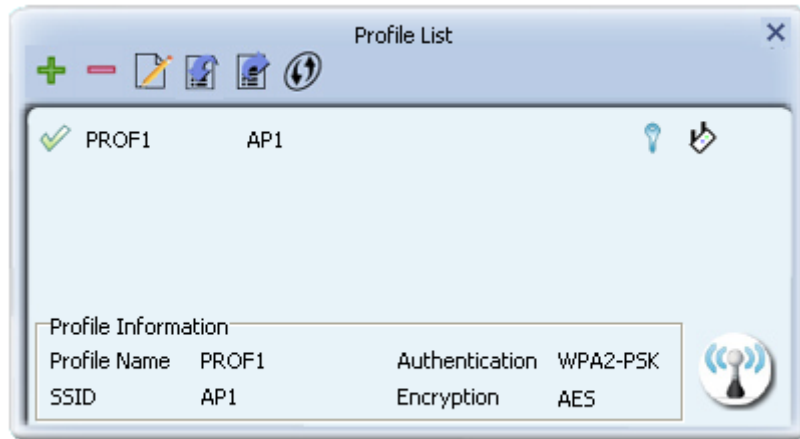 Profile List
PROF1 AP1
Profile Information
Profile Name PROF1 Authentication WPA2-PSK
SSID AP1 Encryption AES